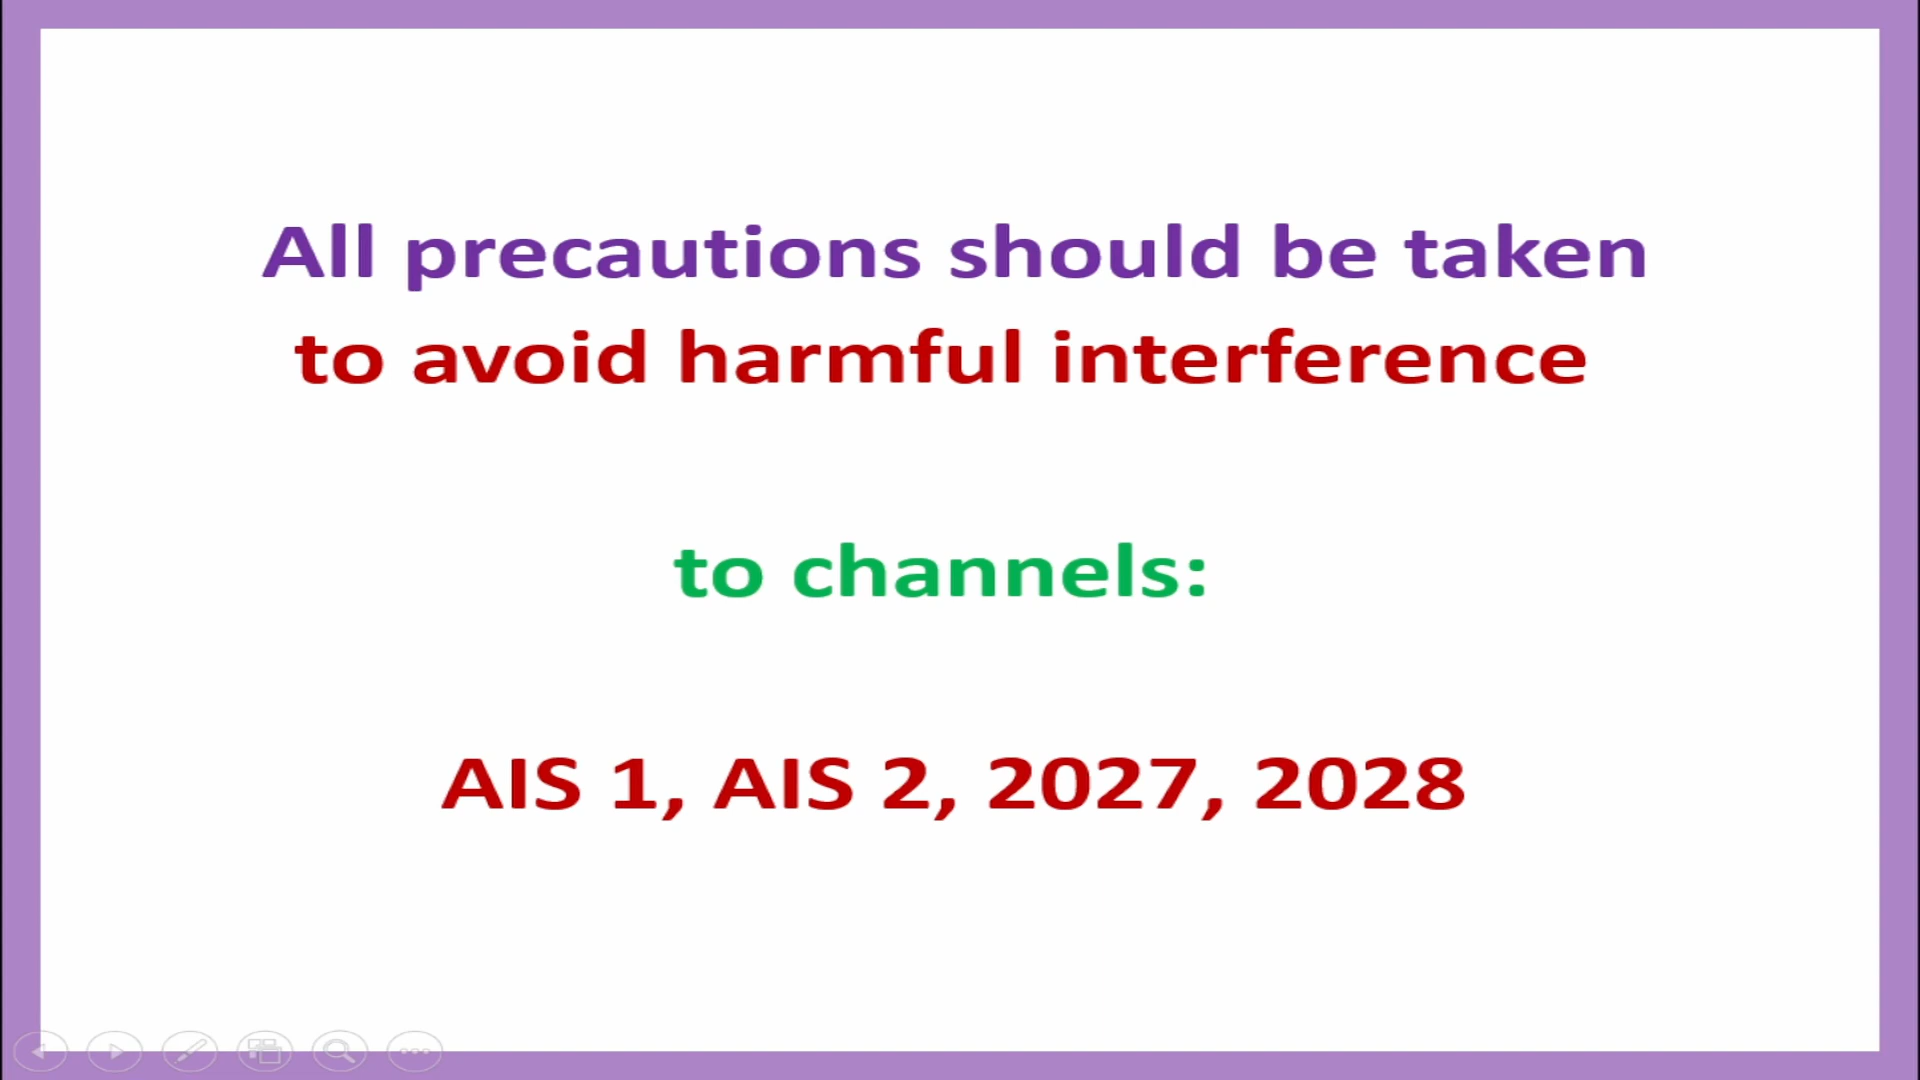 All precautions should be taken
to avoid harmful interference
to channels:
AIS 1, AIS 2, 2027, 2028